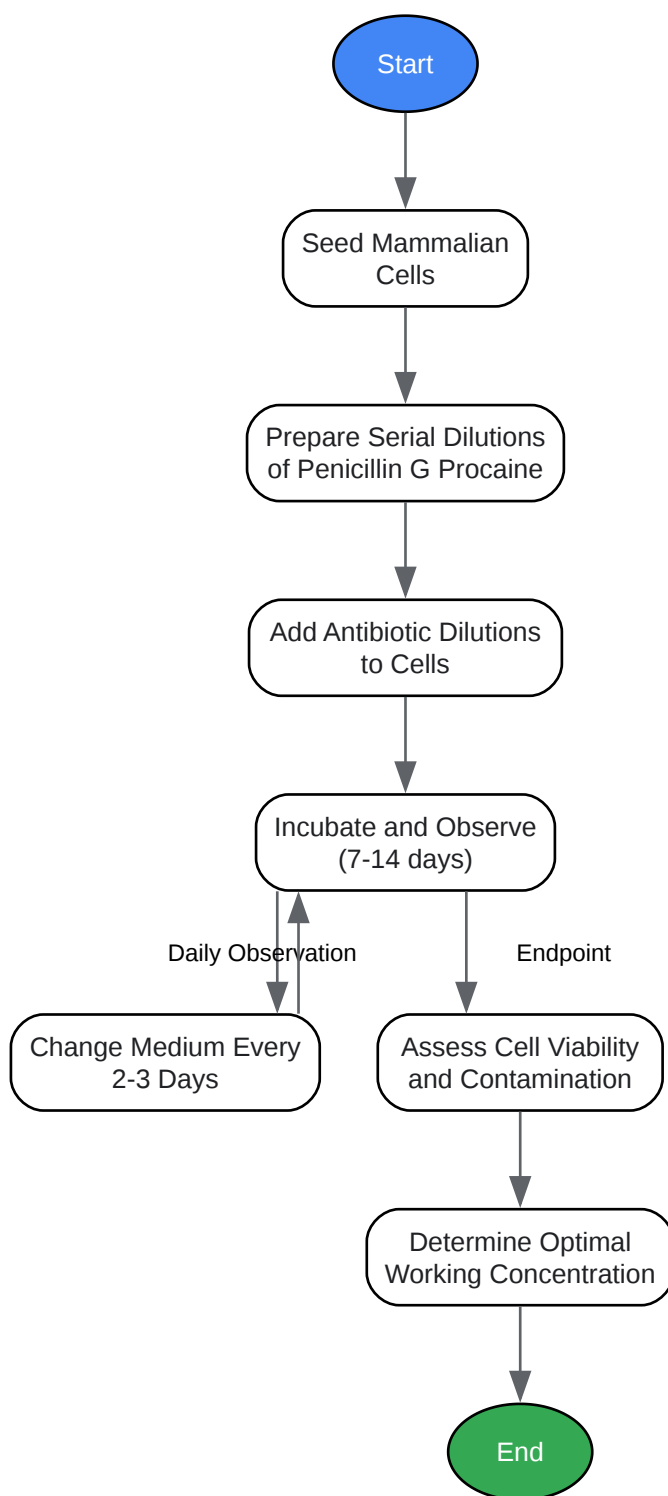 Start
Seed Mammalian
Cells
Prepare Serial Dilutions
of Penicillin G Procaine
Add Antibiotic Dilutions
to Cells
Incubate and Observe
(7-14 days)
Daily Observation
Endpoint
Change Medium Every
2-3 Days
Assess Cell Viability
and Contamination
Determine Optimal
Working Concentration
End